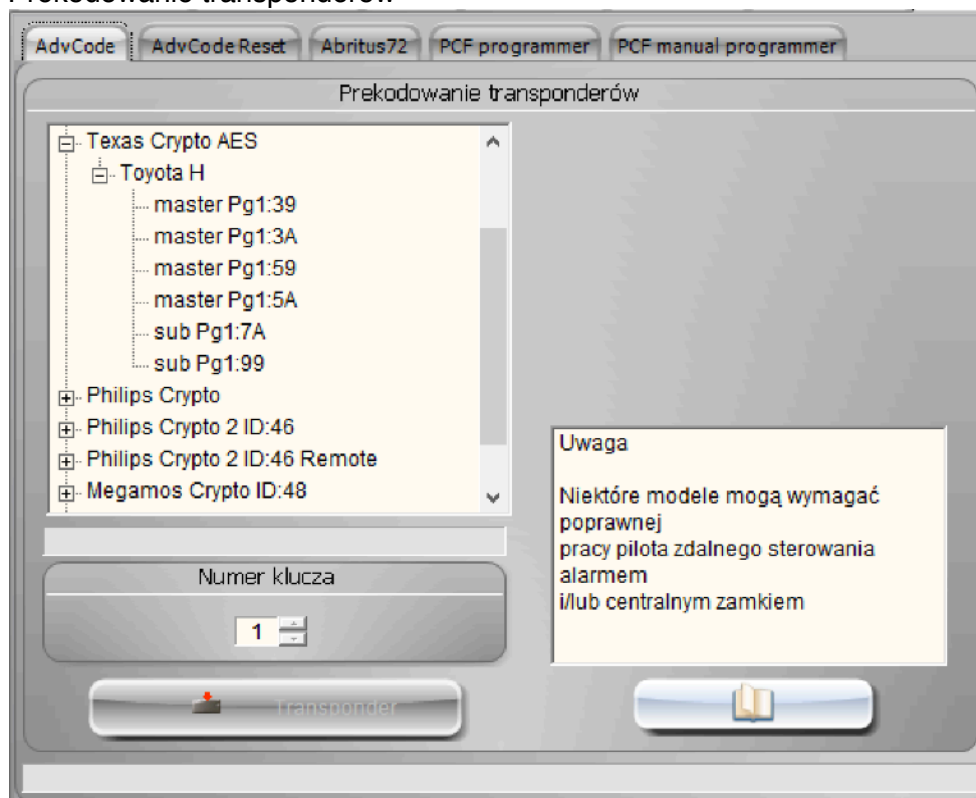 Prekodowanie transponderów
AdvCode
AdvCode Reset
Abritus72
PCF programmer
PCF manual programmer
Prekodowanie transponderów
Texas Crypto AES
Toyota H
master Pg1:39
master Pg1:3A
master Pg1:59
master Pg1:5A
sub Pg1:7A
sub Pg1:99
Philips Crypto
Philips Crypto 2 ID:46
Philips Crypto 2 ID:46 Remote
Megamos Crypto ID:48
Uwaga
Niektóre modele mogą wymagać
poprawnej
pracy pilota zdalnego sterowania
alarmem
i/lub centralnym zamkiem
Numer klucza
1
Transponder